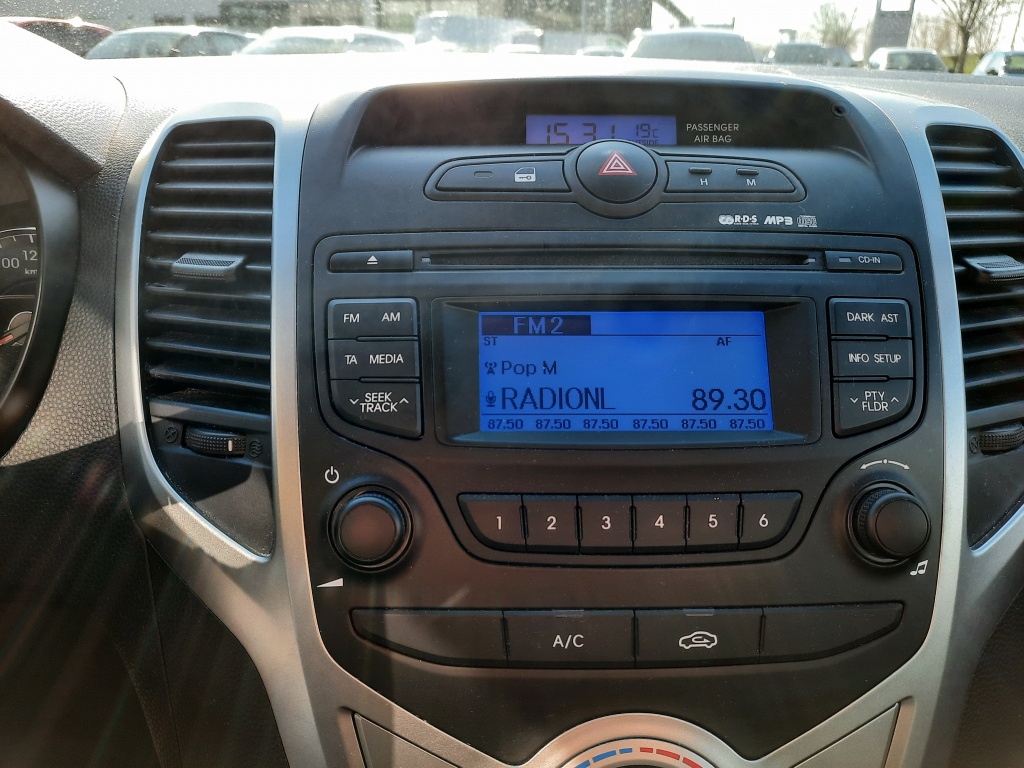 15:31 19c
PASSENGER
AIR BAG
H M
R·D·S MP3
CD-IN
FM AM
DARK AST
TA MEDIA
INFO SETUP
SEEK
TRACK
PTY
FLDR
FM2
ST AF
Pop M
RADIONL 89.30
87.50 87.50 87.50 87.50 87.50 87.50
1 2 3 4 5 6
A/C